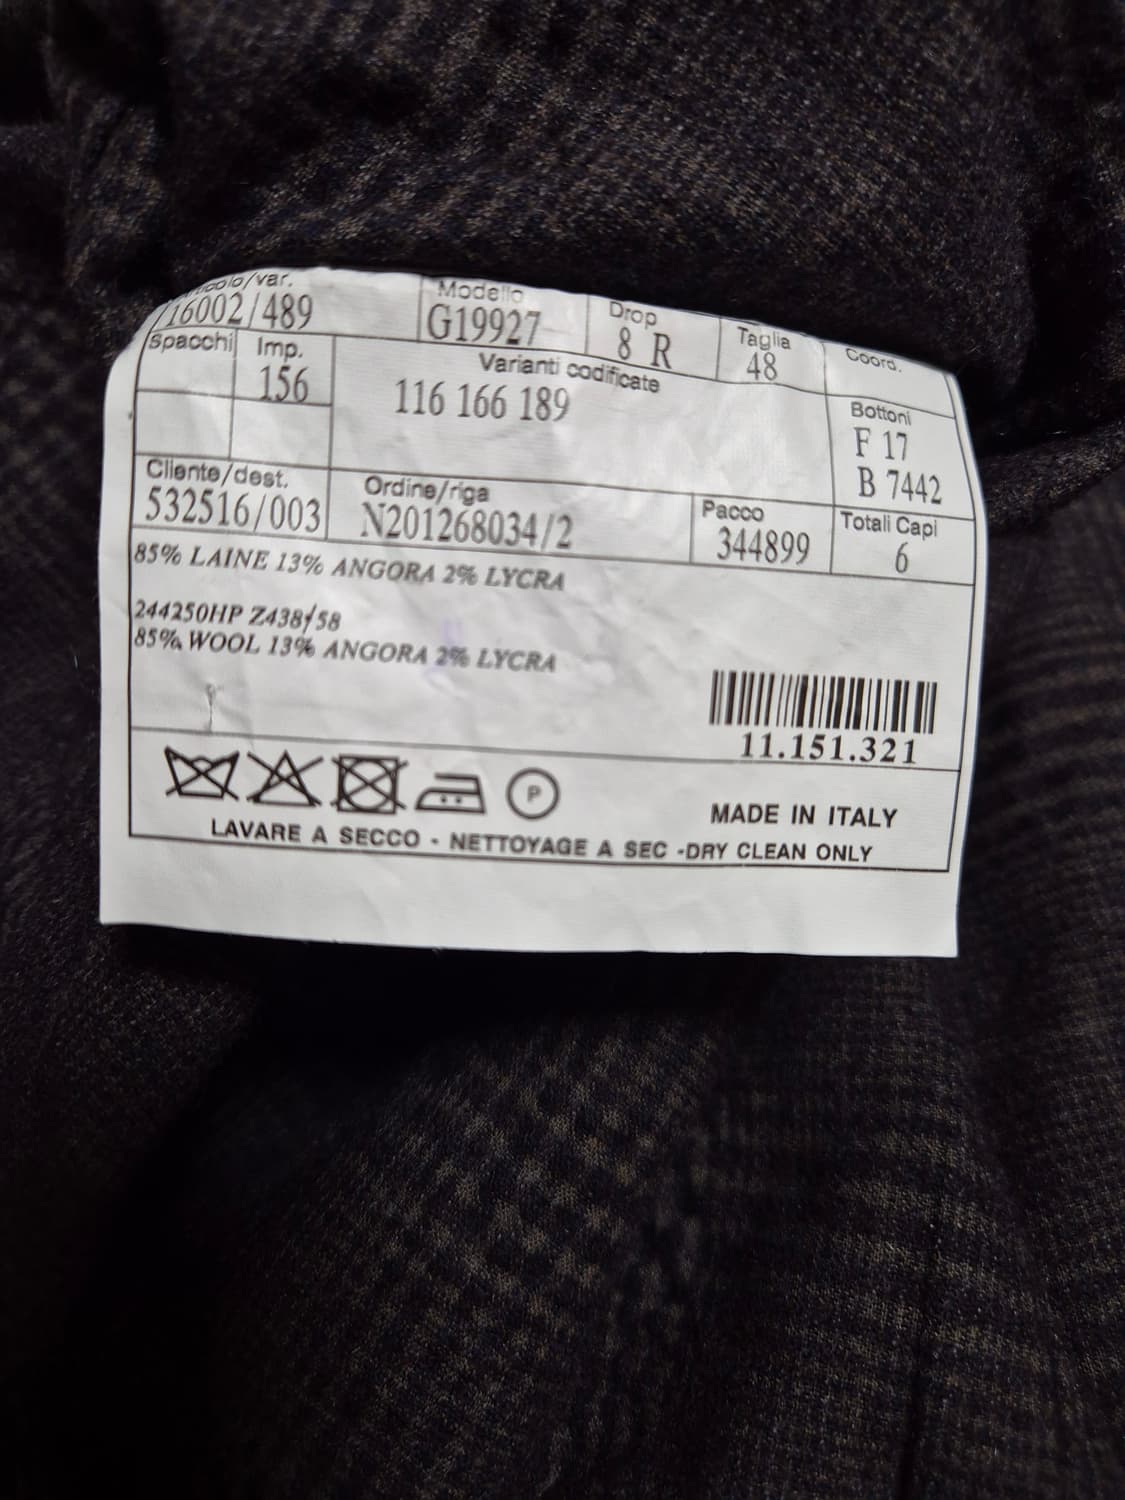 colo/var. Modello Drop Taglia Coord.
16002/489 G19927 8 R 48
Spacchi Imp. Varianti codificate Bottoni
156 116 166 189 F 17
B 7442
Cliente/dest. Ordine/riga Pacco Totali Capi
532516/003 N201268034/2 344899 6
85% LAINE 13% ANGORA 2% LYCRA
244250HP Z438/58
85% WOOL 13% ANGORA 2% LYCRA
11.151.321
P
MADE IN ITALY
LAVARE A SECCO - NETTOYAGE A SEC -DRY CLEAN ONLY